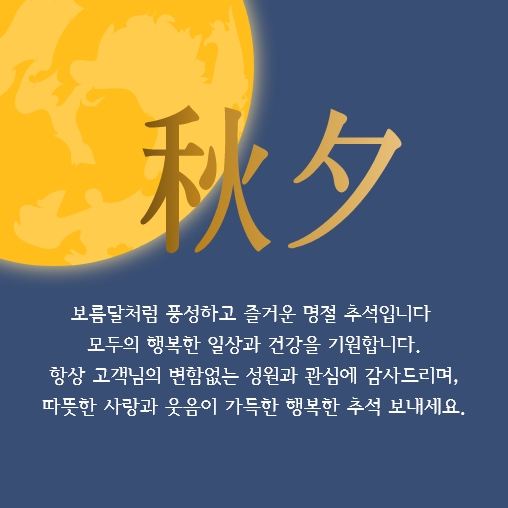 秋夕
보름달처럼 풍성하고 즐거운 명절 추석입니다
모두의 행복한 일상과 건강을 기원합니다.
항상 고객님의 변함없는 성원과 관심에 감사드리며,
따뜻한 사랑과 웃음이 가득한 행복한 추석 보내세요.